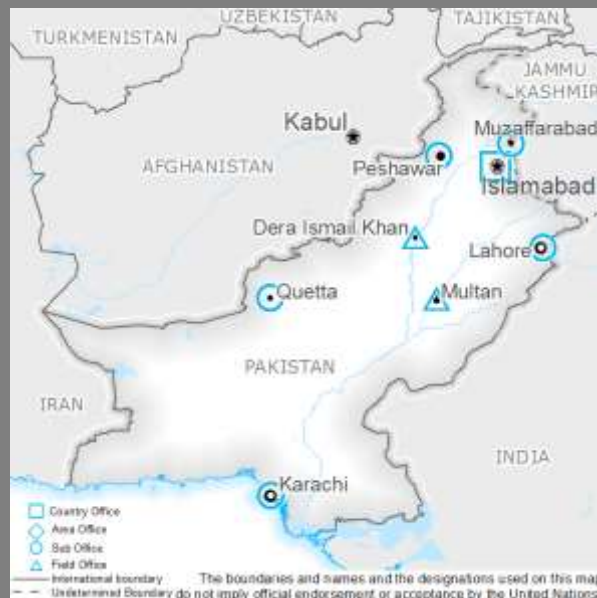 UZBEKISTAN
TAJIKISTAN
TURKMENISTAN
JAMMU
KASHMIR
Kabul
Muzaffarabad
AFGHANISTAN
Peshawar
Islamabad
Dera Ismail Khan
Lahore
Quetta
Multan
PAKISTAN
IRAN
INDIA
Karachi
Country Office
Area Office
Sub Office
Field Office
International boundary
The boundaries and names and the designations used on this map
Undetermined Boundary do not imply official endorsement or acceptance by the United Nations